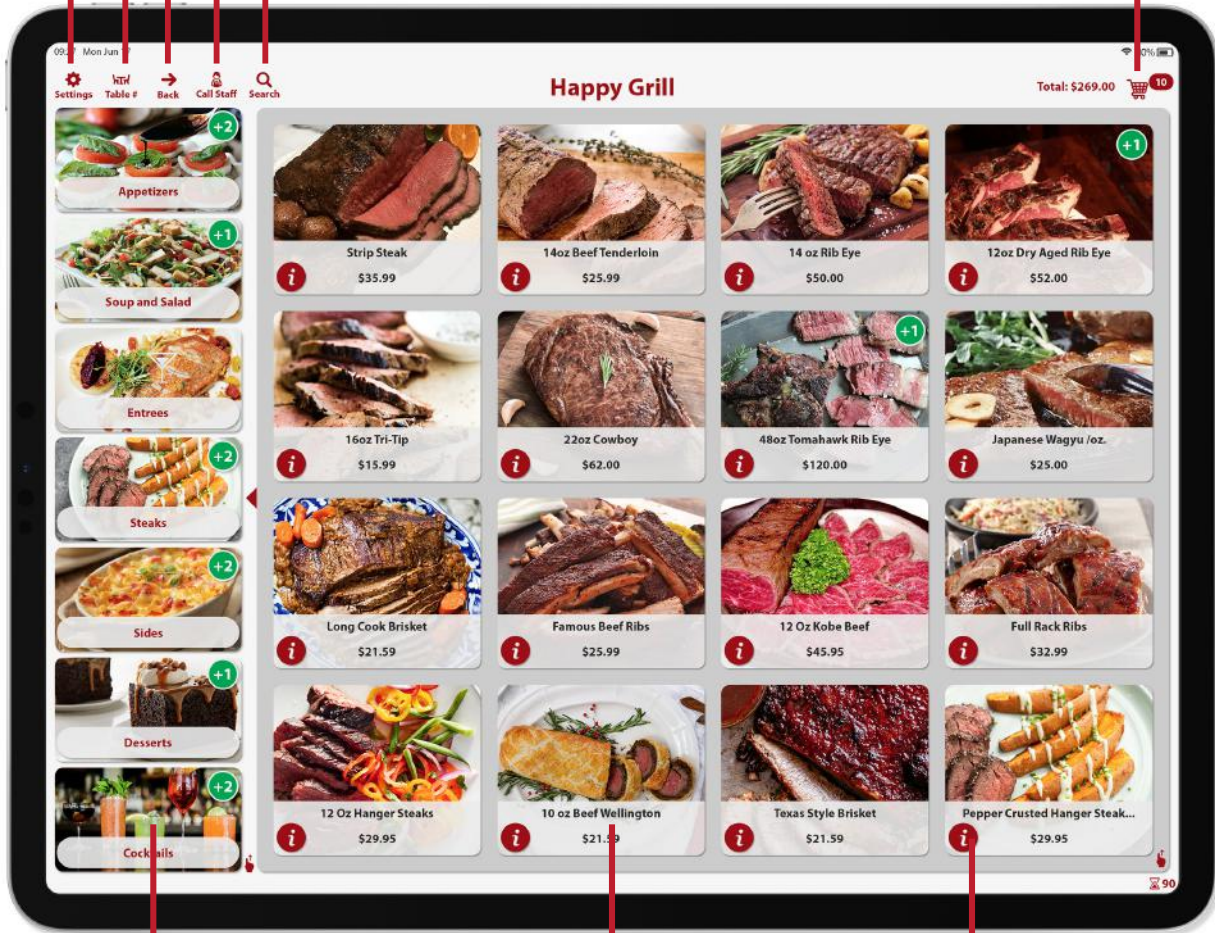 Mon Jun
Settings Table # Back Call Staff Search
Happy Grill
Total: $269.00 10
+2
Appetizers
+1
Soup and Salad
Entrees
+2
Steaks
+2
Sides
+1
Desserts
+2
Cocktails
Strip Steak
i $35.99
14oz Beef Tenderloin
i $25.99
14 oz Rib Eye
i $50.00
+1
12oz Dry Aged Rib Eye
i $52.00
16oz Tri-Tip
i $15.99
22oz Cowboy
i $62.00
+1
48oz Tomahawk Rib Eye
i $120.00
Japanese Wagyu /oz.
i $25.00
Long Cook Brisket
i $21.59
Famous Beef Ribs
i $25.99
12 Oz Kobe Beef
i $45.95
Full Rack Ribs
i $32.99
12 Oz Hanger Steaks
i $29.95
10 oz Beef Wellington
i $21.59
Texas Style Brisket
i $21.59
Pepper Crusted Hanger Steak...
i $29.95
90